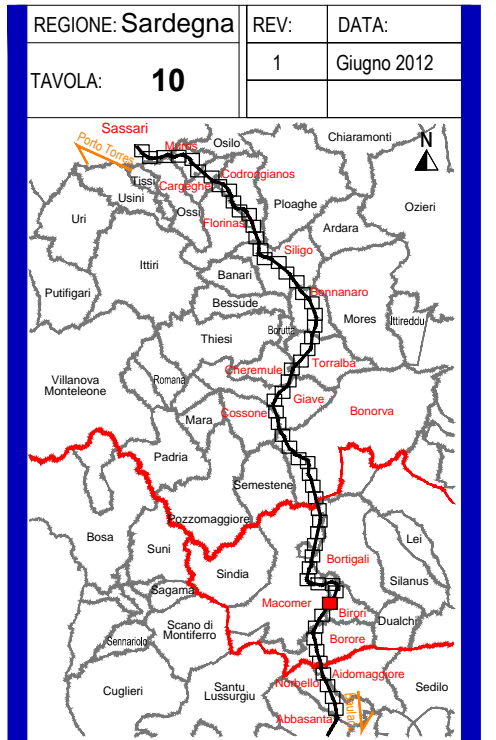 REGIONE: Sardegna
REV:
DATA:
1
Giugno 2012
TAVOLA: 10
Sassari
Porto Torres
Muros
Osilo
Chiaramonti
N
Tissi
Cargeghe
Codrongianos
Usini
Ossi
Ploaghe
Ozieri
Uri
Florinas
Ardara
Siligo
Ittiri
Banari
Putifigari
Bessude
Bonnanaro
Thiesi
Borutta
Mores
Ittireddu
Villanova
Monteleone
Romana
Cheremule
Torralba
Giave
Mara
Cossone
Bonorva
Padria
Semestene
Pozzomaggiore
Bosa
Suni
Lei
Bortigali
Sindia
Silanus
Sagama
Macomer
Birori
Dualchi
Scano di
Montiferro
Sennariolo
Borore
Norbello
Aidomaggiore
Cuglieri
Santu
Lussurgiu
Sedilo
Abbasanta